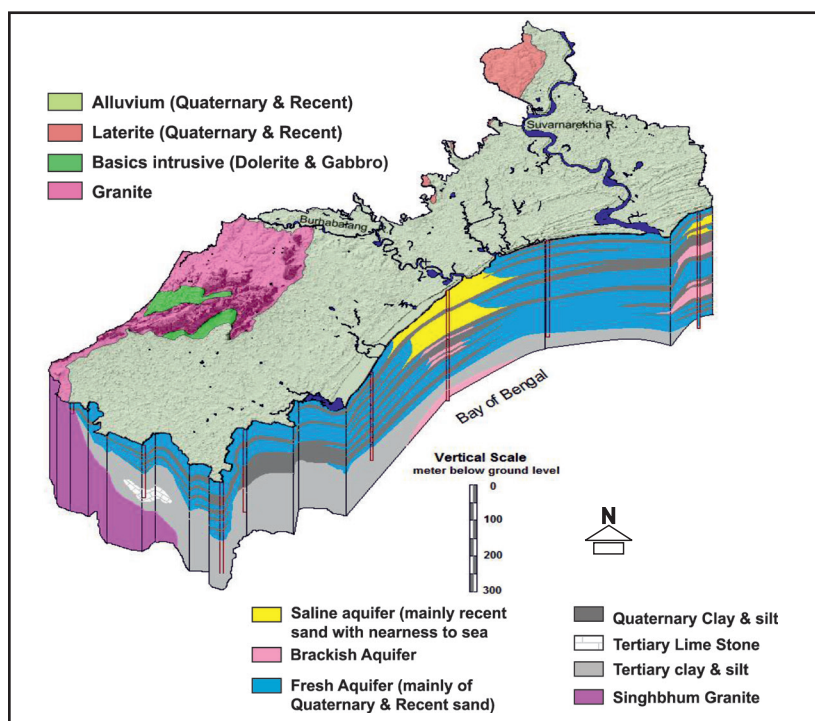 Alluvium (Quaternary & Recent)
Laterite (Quaternary & Recent)
Basics intrusive (Dolerite & Gabbro)
Granite
Suvarnarekha R.
Burhabalang R.
Bay of Bengal
Vertical Scale
meter below ground level
0
100
200
300
N
Saline aquifer (mainly recent
sand with nearness to sea
Brackish Aquifer
Fresh Aquifer (mainly of
Quaternary & Recent sand)
Quaternary Clay & silt
Tertiary Lime Stone
Tertiary clay & silt
Singhbhum Granite